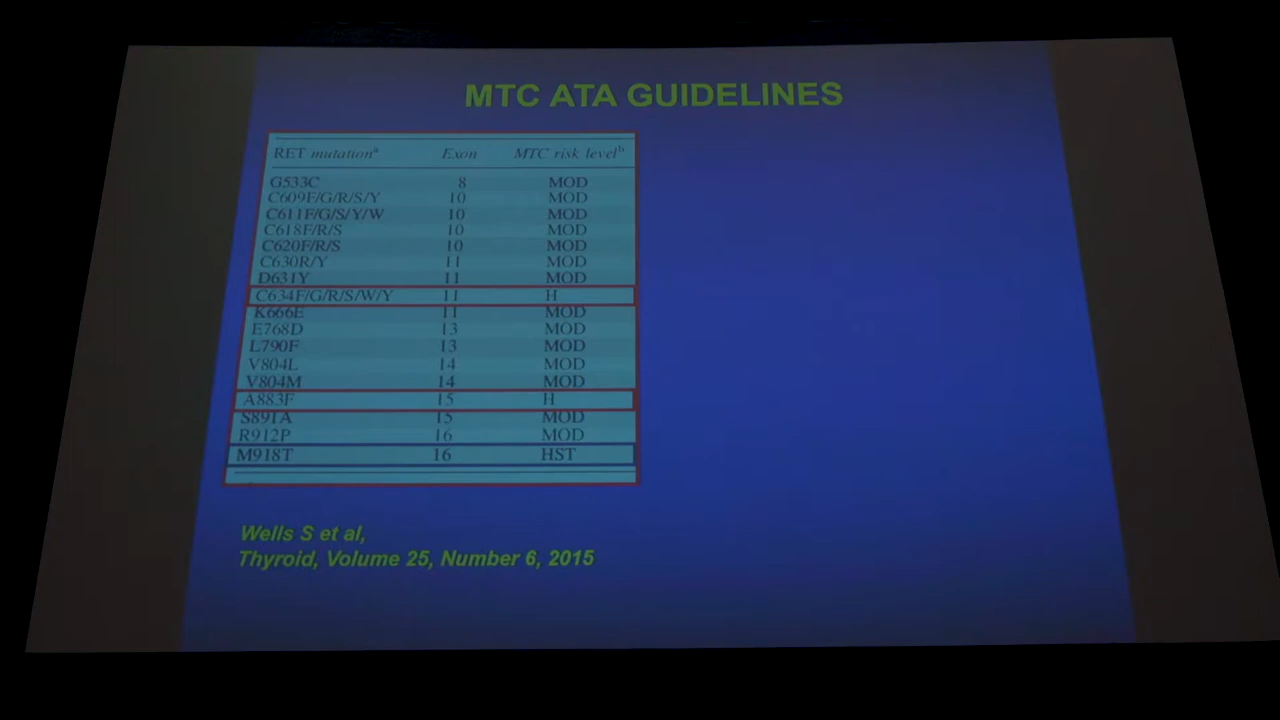 MTC ATA GUIDELINES
RET mutationᵃ Exon MTC risk levelᵇ
G533C 8 MOD
C609F/G/R/S/Y 10 MOD
C611F/G/S/Y/W 10 MOD
C618F/R/S 10 MOD
C620F/R/S 10 MOD
C630R/Y 11 MOD
D631Y 11 MOD
C634F/G/R/S/W/Y 11 H
K666E 11 MOD
E768D 13 MOD
L790F 13 MOD
V804L 14 MOD
V804M 14 MOD
A883F 15 H
S891A 15 MOD
R912P 16 MOD
M918T 16 HST
Wells S et al,
Thyroid, Volume 25, Number 6, 2015